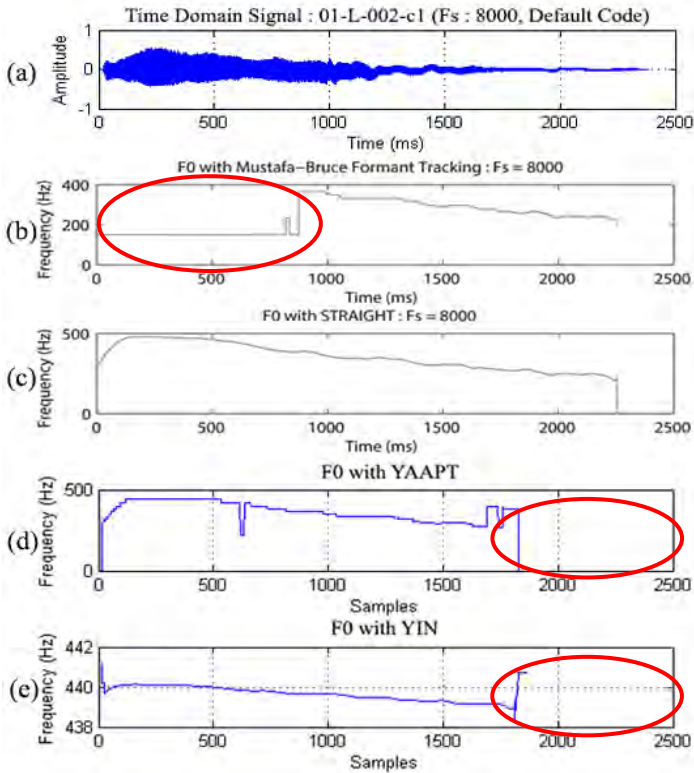 Time Domain Signal : 01-L-002-c1 (Fs : 8000, Default Code)
(a)
Amplitude
1
0
-1
0 500 1000 1500 2000 2500
Time (ms)
F0 with Mustafa−Bruce Formant Tracking : Fs = 8000
(b)
Frequency (Hz)
400
200
0
0 500 1000 1500 2000 2500
Time (ms)
F0 with STRAIGHT : Fs = 8000
(c)
Frequency (Hz)
500
0
0 500 1000 1500 2000 2500
Time (ms)
F0 with YAAPT
(d)
Frequency (Hz)
500
0
0 500 1000 1500 2000 2500
Samples
F0 with YIN
(e)
Frequency (Hz)
442
440
438
0 500 1000 1500 2000 2500
Samples